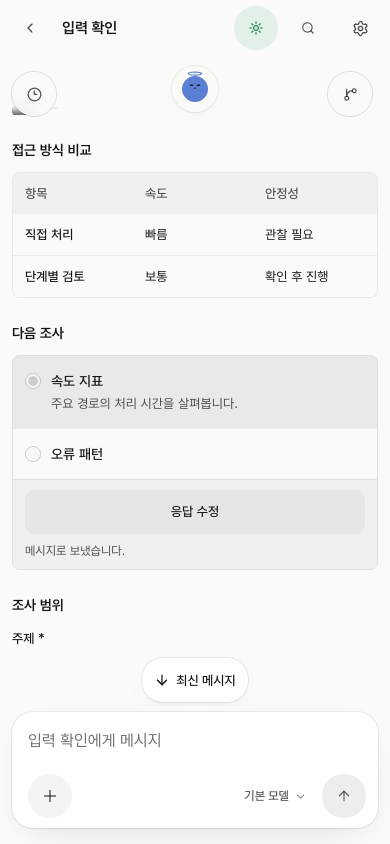 입력 확인
접근 방식 비교
항목 속도 안정성
직접 처리 빠름 관찰 필요
단계별 검토 보통 확인 후 진행
다음 조사
속도 지표
주요 경로의 처리 시간을 살펴봅니다.
오류 패턴
응답 수정
메시지로 보냈습니다.
조사 범위
주제 *
최신 메시지
입력 확인에게 메시지
기본 모델